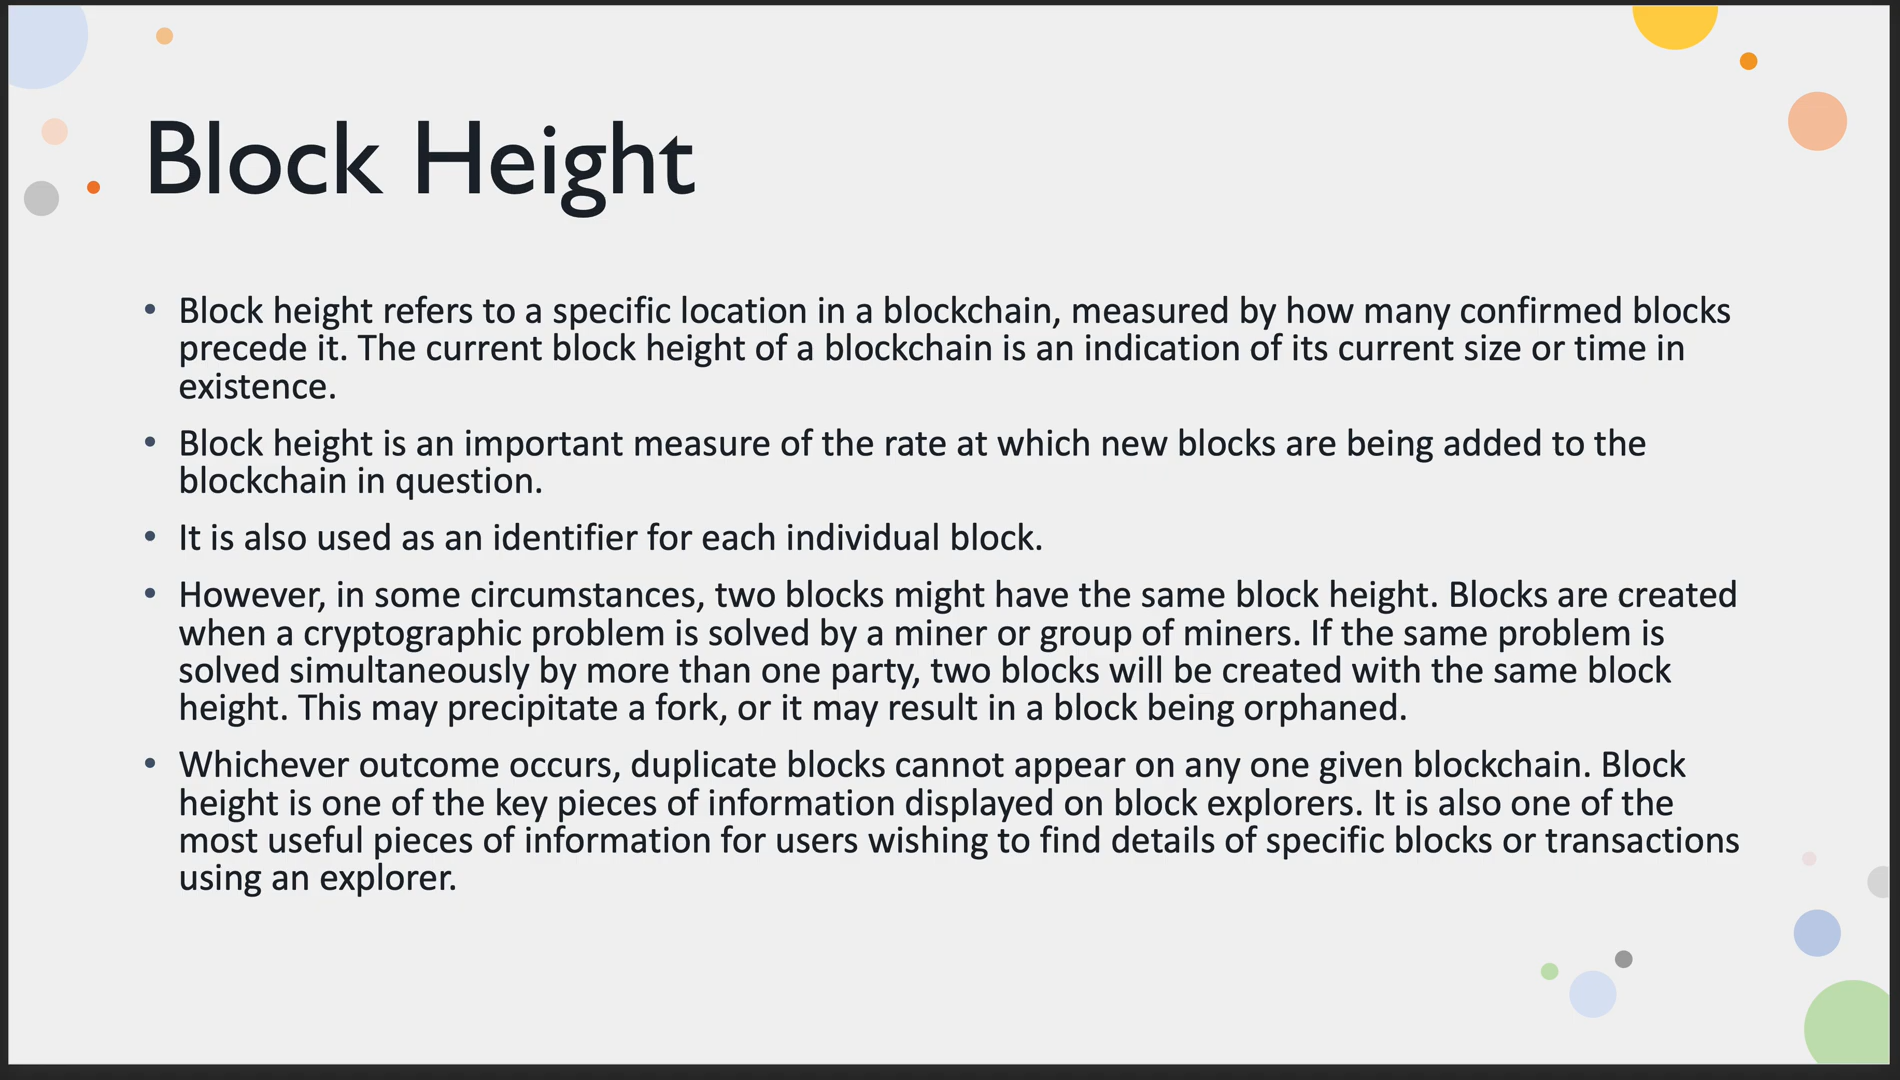 Block Height
• Block height refers to a specific location in a blockchain, measured by how many confirmed blocks
precede it. The current block height of a blockchain is an indication of its current size or time in
existence.
• Block height is an important measure of the rate at which new blocks are being added to the
blockchain in question.
• It is also used as an identifier for each individual block.
• However, in some circumstances, two blocks might have the same block height. Blocks are created
when a cryptographic problem is solved by a miner or group of miners. If the same problem is
solved simultaneously by more than one party, two blocks will be created with the same block
height. This may precipitate a fork, or it may result in a block being orphaned.
• Whichever outcome occurs, duplicate blocks cannot appear on any one given blockchain. Block
height is one of the key pieces of information displayed on block explorers. It is also one of the
most useful pieces of information for users wishing to find details of specific blocks or transactions
using an explorer.